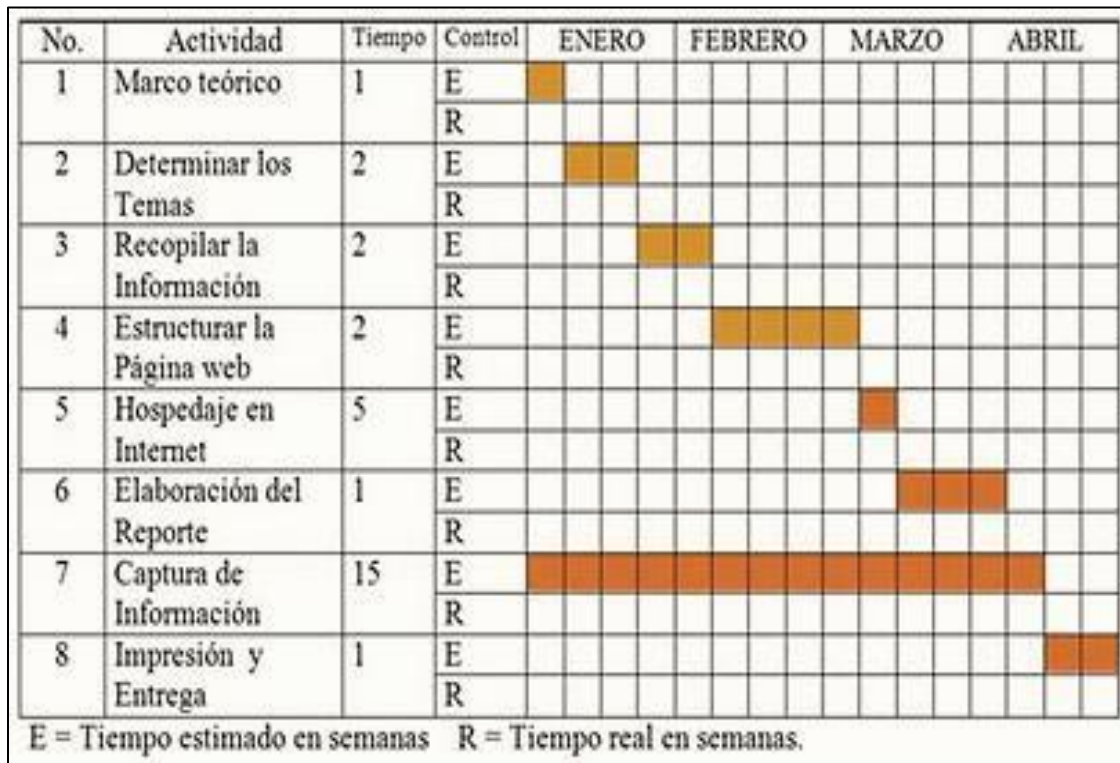 No. Actividad Tiempo Control ENERO FEBRERO MARZO ABRIL
1 Marco teórico 1 E
R
2 Determinar los 2 E
Temas R
3 Recopilar la 2 E
Información R
4 Estructurar la 2 E
Página web R
5 Hospedaje en 5 E
Internet R
6 Elaboración del 1 E
Reporte R
7 Captura de 15 E
Información R
8 Impresión y 1 E
Entrega R
E = Tiempo estimado en semanas R = Tiempo real en semanas.